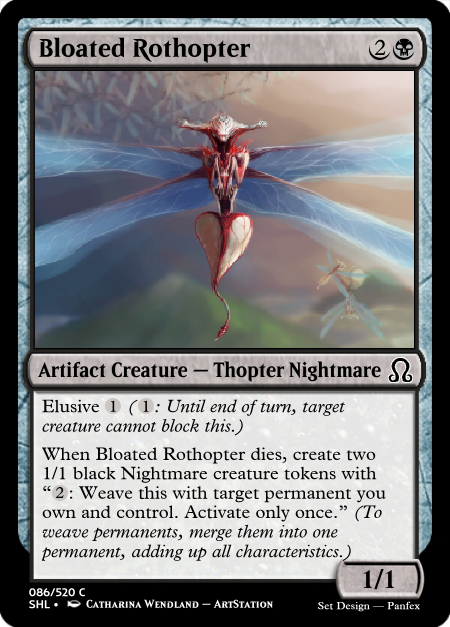 Bloated Rothopter 2
Artifact Creature — Thopter Nightmare
Elusive 1 (1: Until end of turn, target
creature cannot block this.)
When Bloated Rothopter dies, create two
1/1 black Nightmare creature tokens with
“2: Weave this with target permanent you
own and control. Activate only once.” (To
weave permanents, merge them into one
permanent, adding up all characteristics.)
1/1
086/520 C
SHL • Catharina Wendland — ArtStation
Set Design — Panfex